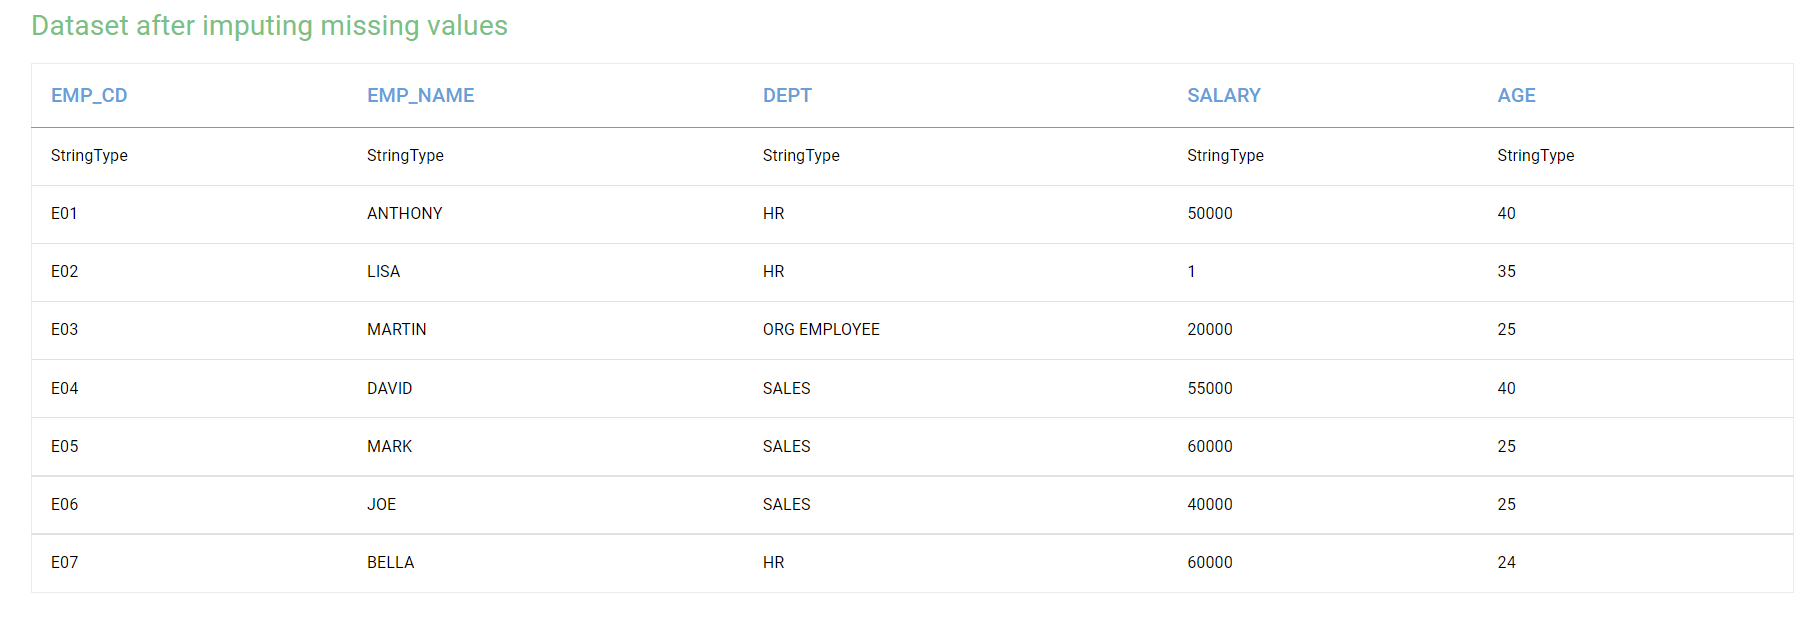 Dataset after imputing missing values
EMP_CD EMP_NAME DEPT SALARY AGE
StringType StringType StringType StringType StringType
E01 ANTHONY HR 50000 40
E02 LISA HR 1 35
E03 MARTIN ORG EMPLOYEE 20000 25
E04 DAVID SALES 55000 40
E05 MARK SALES 60000 25
E06 JOE SALES 40000 25
E07 BELLA HR 60000 24